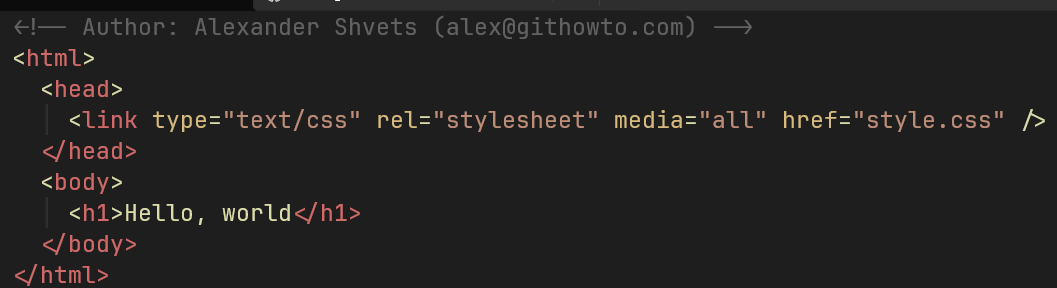 <!-- Author: Alexander Shvets (alex@githowto.com) -->
<html>
  <head>
    <link type="text/css" rel="stylesheet" media="all" href="style.css" />
  </head>
  <body>
    <h1>Hello, world</h1>
  </body>
</html>